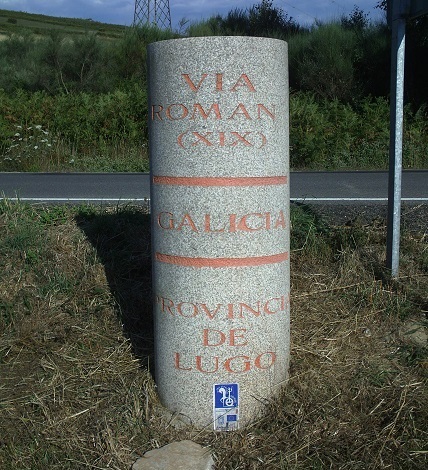 VIA
ROMAN
(XIX)
GALICIA
PROVINCI
DE
LUGO